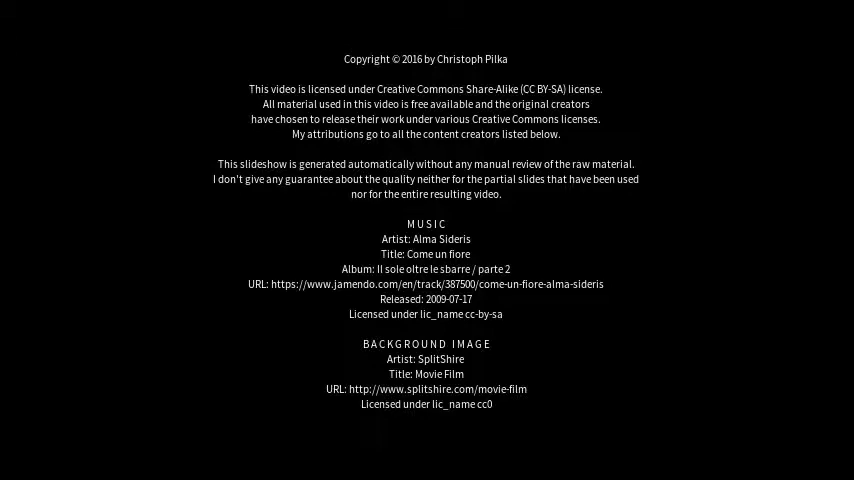 Copyright © 2016 by Christoph Pilka
This video is licensed under Creative Commons Share-Alike (CC BY-SA) license.
All material used in this video is free available and the original creators
have chosen to release their work under various Creative Commons licenses.
My attributions go to all the content creators listed below.
This slideshow is generated automatically without any manual review of the raw material.
I don't give any guarantee about the quality neither for the partial slides that have been used
nor for the entire resulting video.
MUSIC
Artist: Alma Sideris
Title: Come un fiore
Album: Il sole oltre le sbarre / parte 2
URL: https://www.jamendo.com/en/track/387500/come-un-fiore-alma-sideris
Released: 2009-07-17
Licensed under lic_name cc-by-sa
BACKGROUND IMAGE
Artist: SplitShire
Title: Movie Film
URL: http://www.splitshire.com/movie-film
Licensed under lic_name cc0